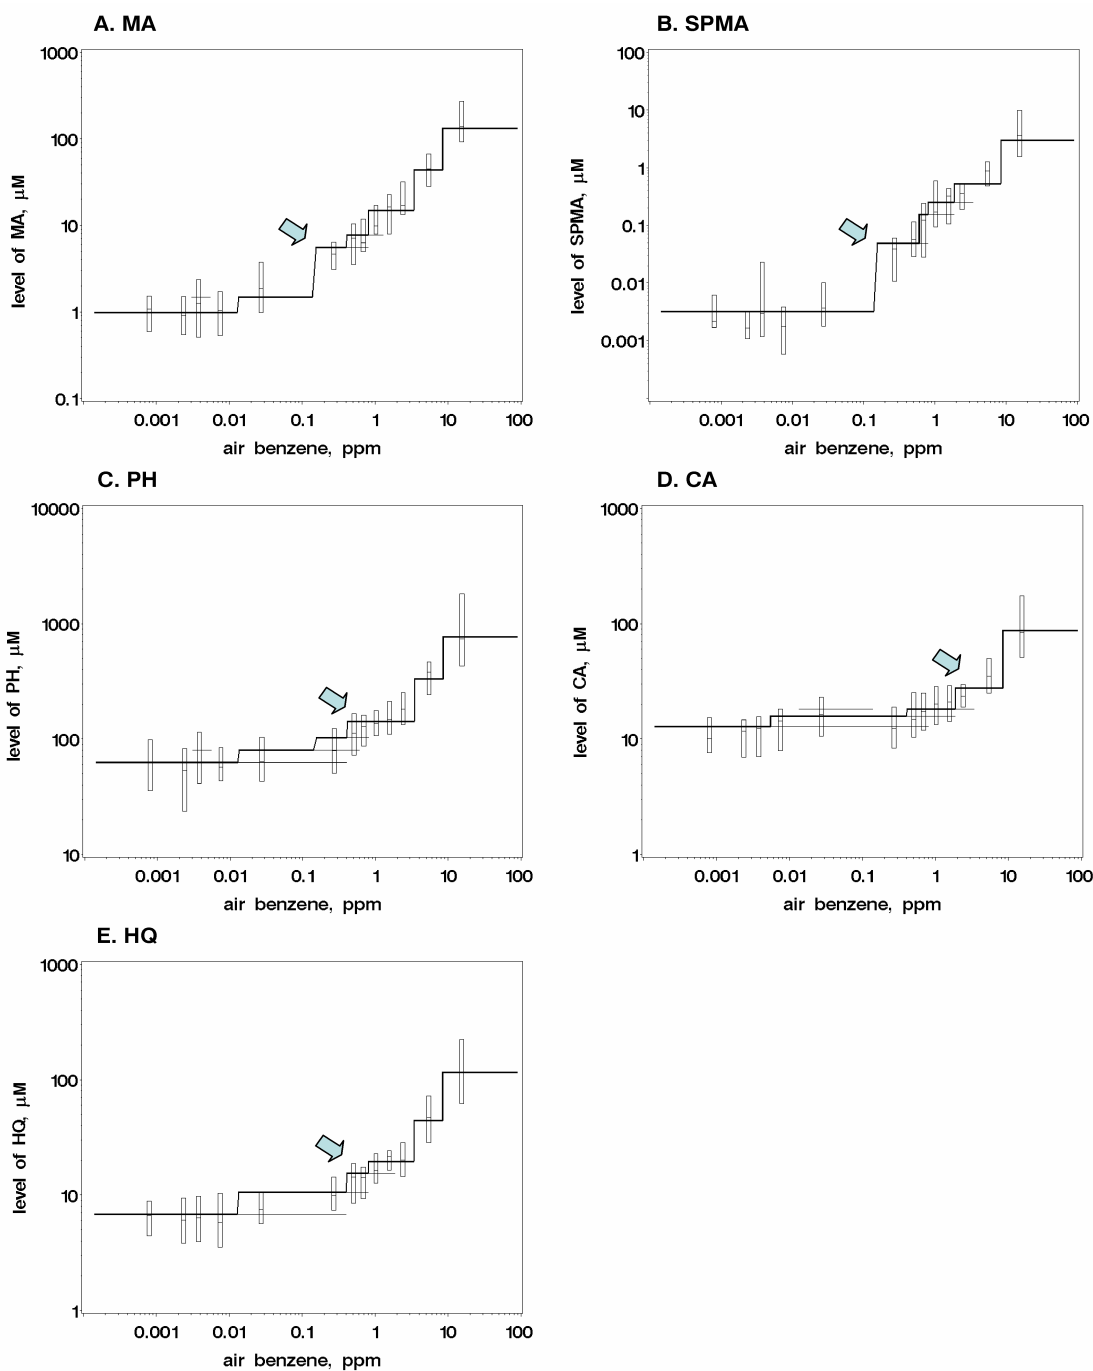 A. MA
B. SPMA
1000
100
10
1
0.1
level of MA, μM
0.001 0.01 0.1 1 10 100
air benzene, ppm
100
10
1
0.1
0.01
0.001
level of SPMA, μM
0.001 0.01 0.1 1 10 100
air benzene, ppm
C. PH
D. CA
10000
1000
100
10
level of PH, μM
0.001 0.01 0.1 1 10 100
air benzene, ppm
1000
100
10
1
level of CA, μM
0.001 0.01 0.1 1 10 100
air benzene, ppm
E. HQ
1000
100
10
1
level of HQ, μM
0.001 0.01 0.1 1 10 100
air benzene, ppm